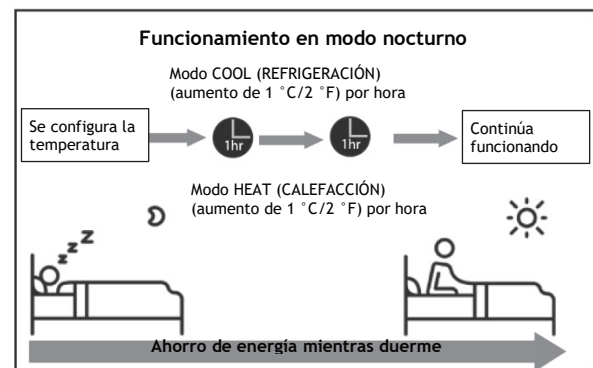 Funcionamiento en modo nocturno
Modo COOL (REFRIGERACIÓN)
(aumento de 1 °C/2 °F) por hora
Se configura la
temperatura
1hr
1hr
Continúa
funcionando
Modo HEAT (CALEFACCIÓN)
(aumento de 1 °C/2 °F) por hora
z z z
Ahorro de energía mientras duerme